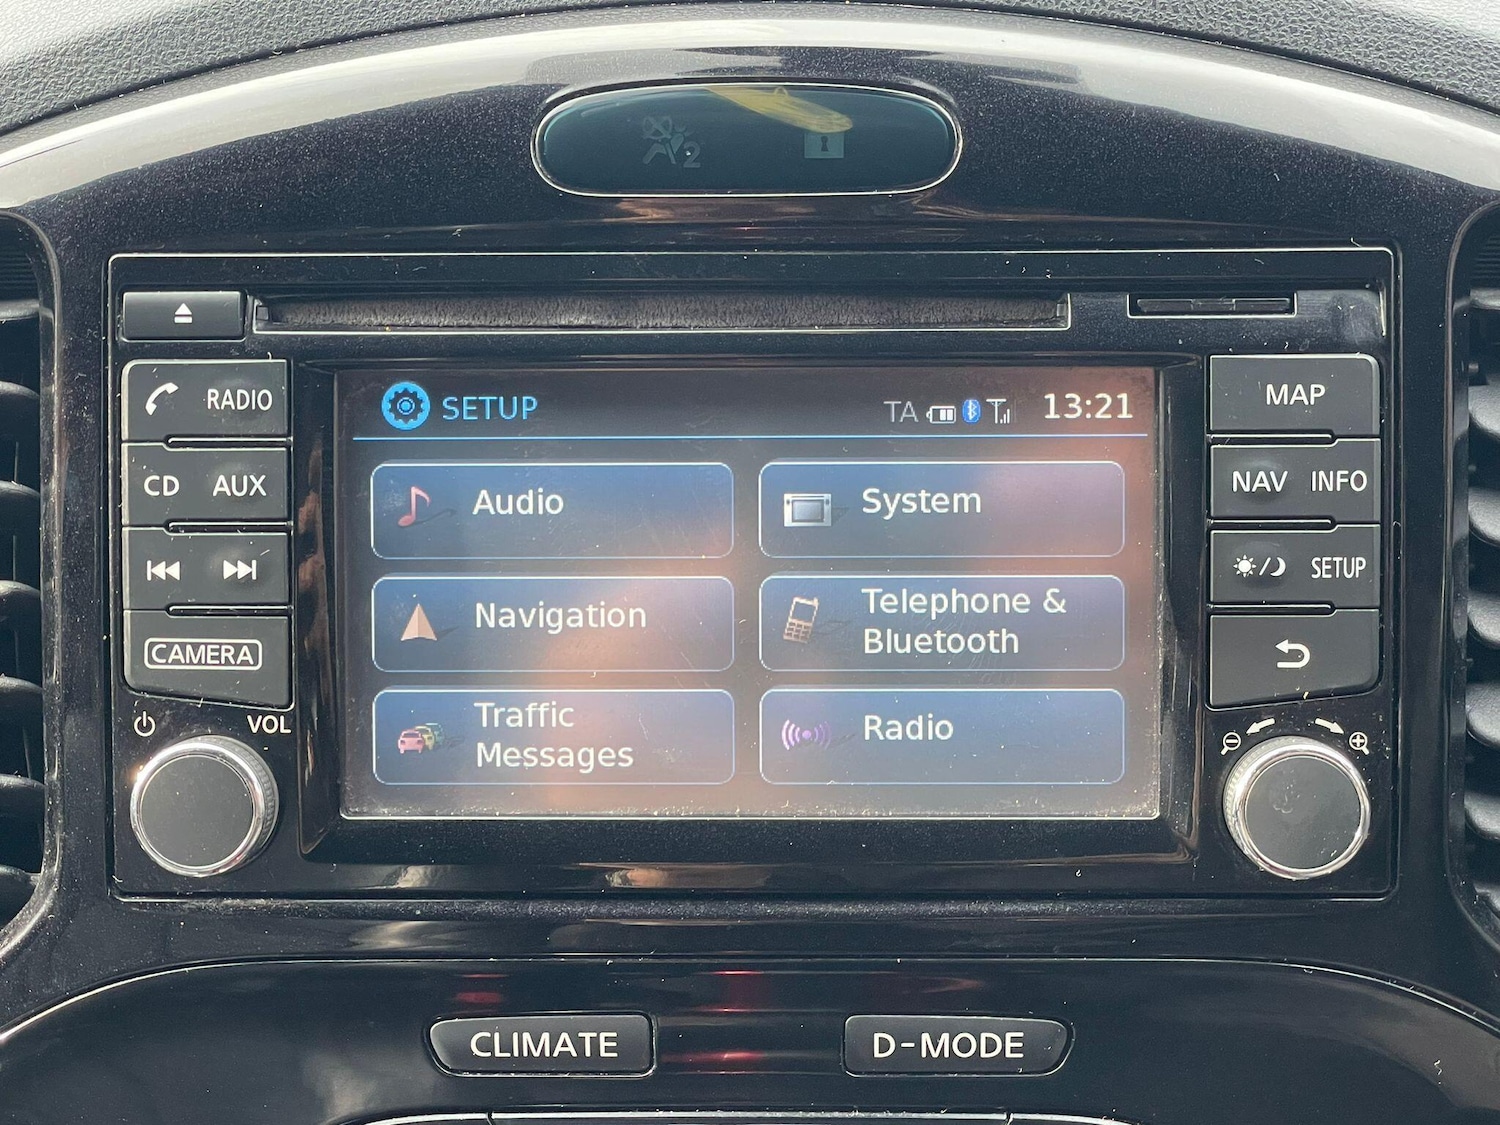 2
RADIO
CD AUX
CAMERA
VOL
SETUP
TA 13:21
Audio
System
Navigation
Telephone &
Bluetooth
Traffic
Messages
Radio
MAP
NAV INFO
SETUP
CLIMATE
D-MODE